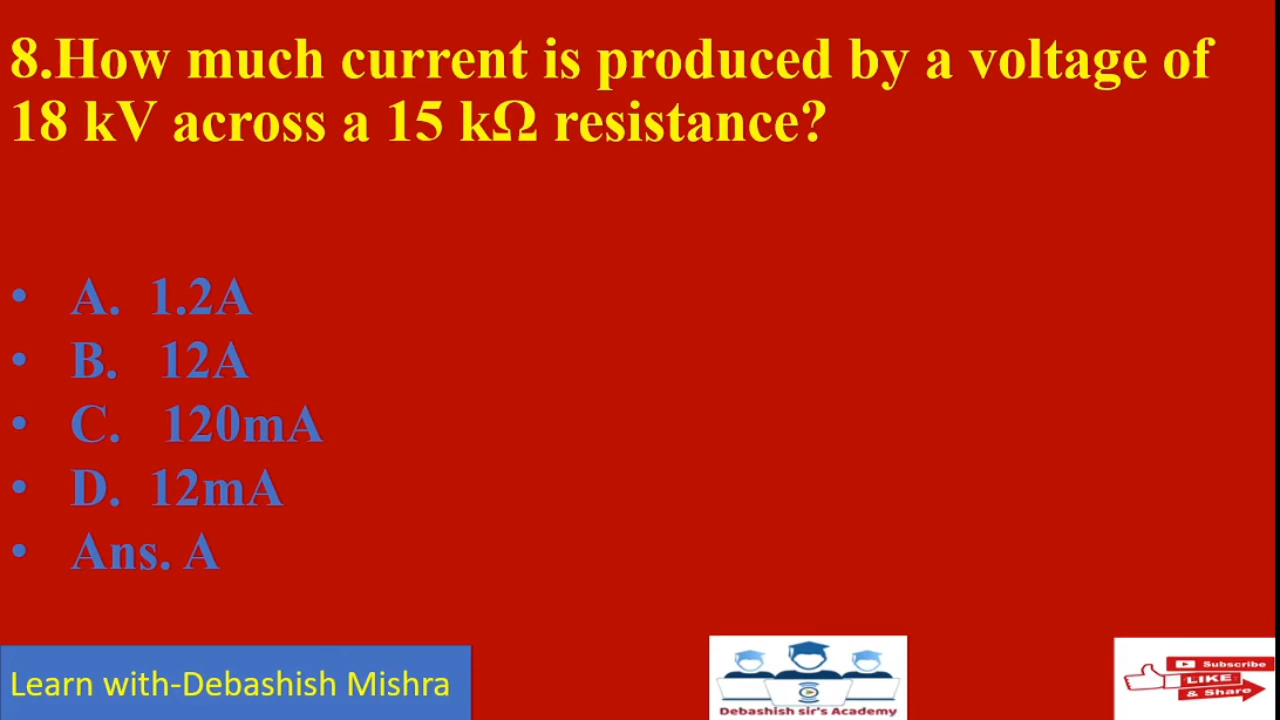 8.How much current is produced by a voltage of
18 kV across a 15 kΩ resistance?
• A. 1.2A
• B. 12A
• C. 120mA
• D. 12mA
• Ans. A
Learn with-Debashish Mishra
Debashish sir's Academy
Subscribe
LIKE
& Share